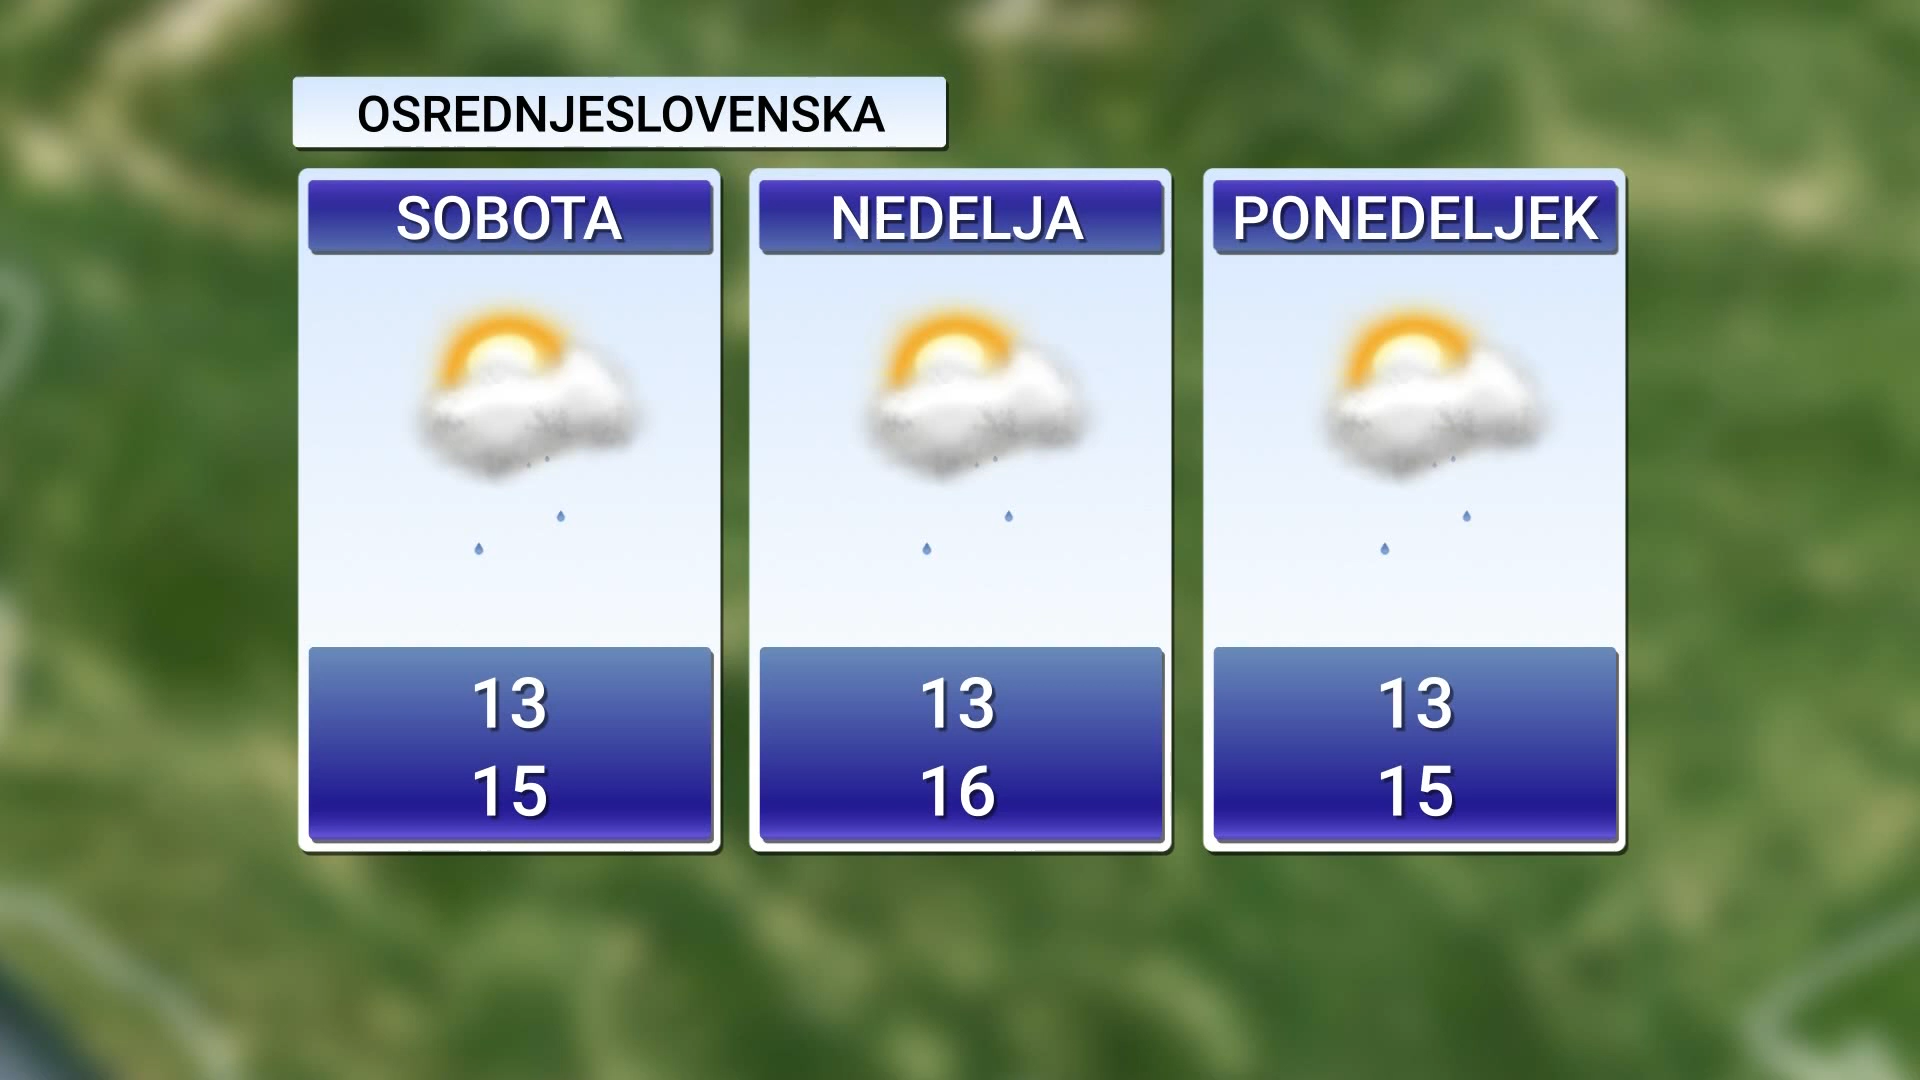 OSREDNJESLOVENSKA
SOBOTA
NEDELJA
PONEDELJEK
13
13
13
15
16
15